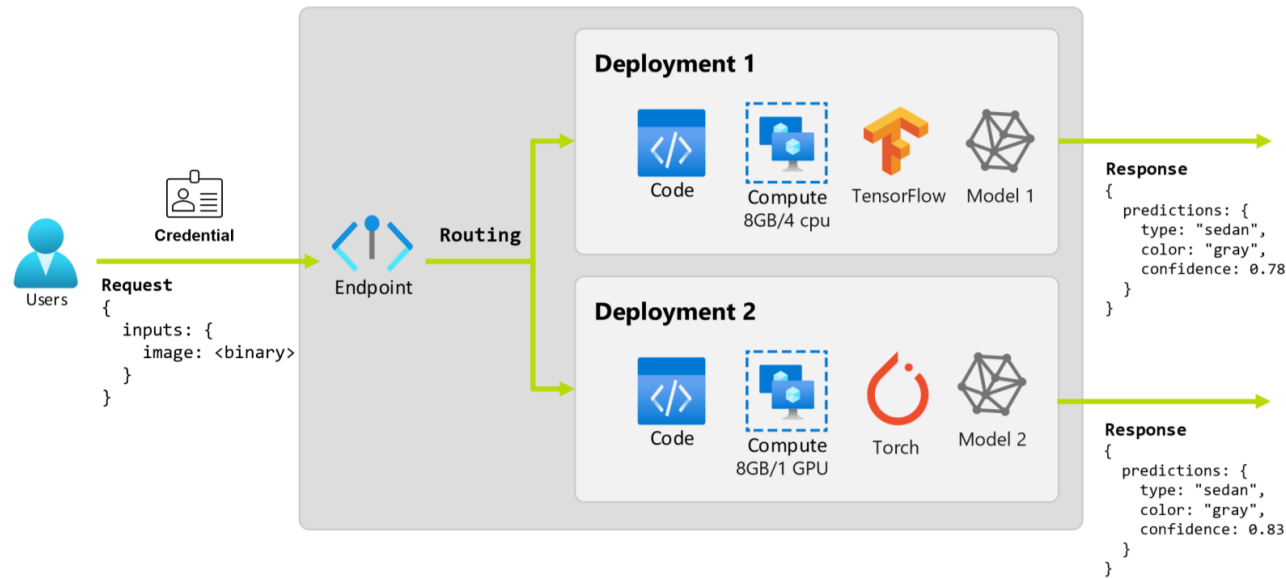 Credential
Users
Request
{
  inputs: {
    image: <binary>
  }
}
Endpoint
Routing
Deployment 1
Code
Compute
8GB/4 cpu
TensorFlow
Model 1
Response
{
  predictions: {
    type: "sedan",
    color: "gray",
    confidence: 0.78
  }
}
Deployment 2
Code
Compute
8GB/1 GPU
Torch
Model 2
Response
{
  predictions: {
    type: "sedan",
    color: "gray",
    confidence: 0.83
  }
}